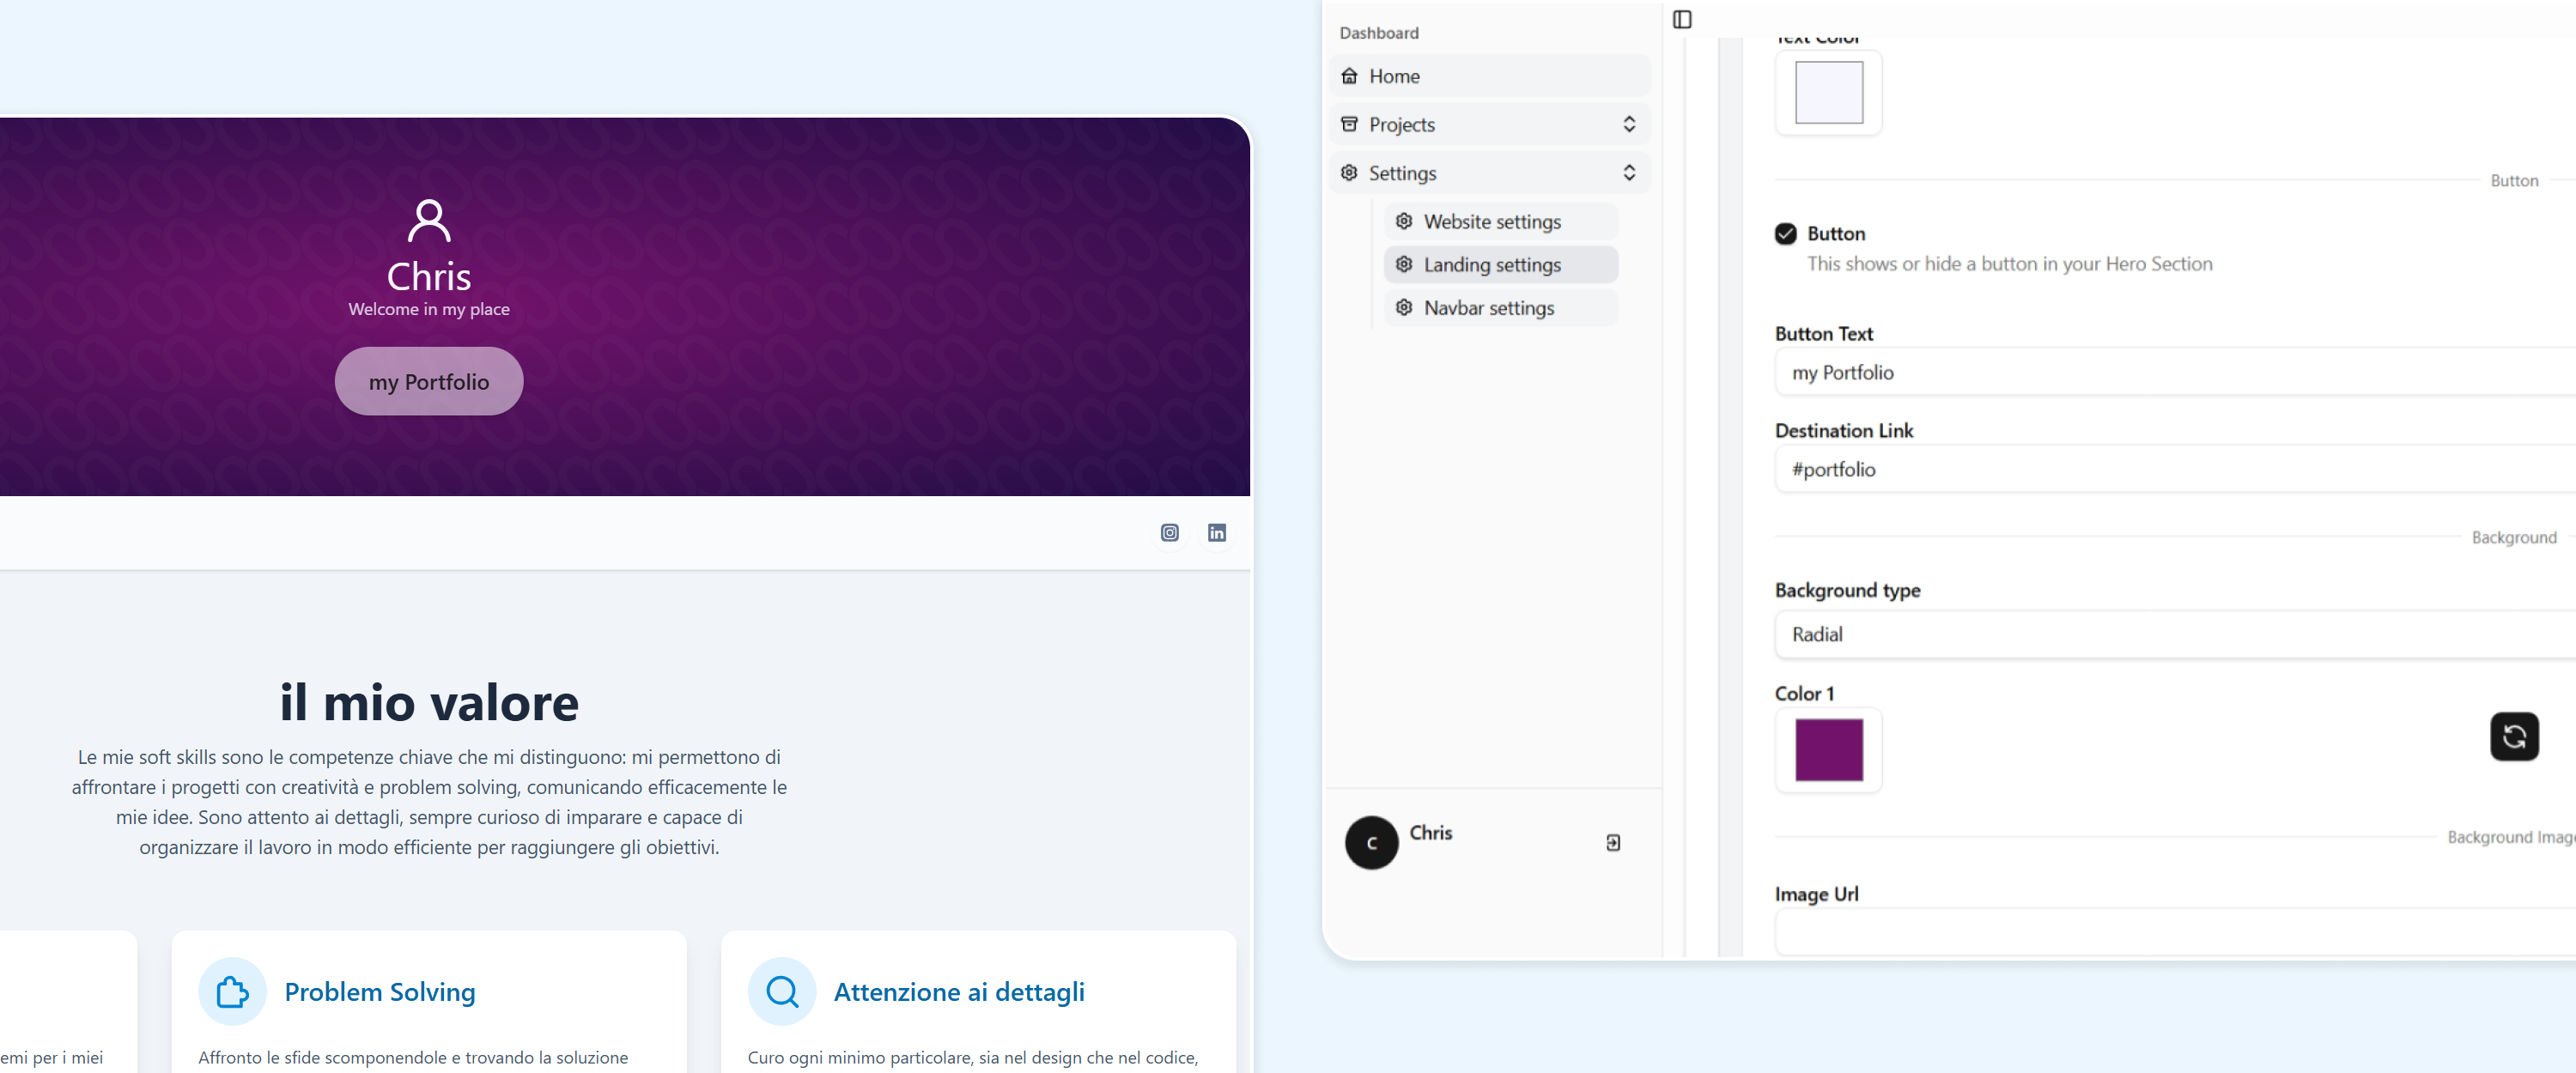 Chris
Welcome in my place
my Portfolio
il mio valore
Le mie soft skills sono le competenze chiave che mi distinguono: mi permettono di
affrontare i progetti con creatività e problem solving, comunicando efficacemente le
mie idee. Sono attento ai dettagli, sempre curioso di imparare e capace di
organizzare il lavoro in modo efficiente per raggiungere gli obiettivi.
emi per i miei
Problem Solving
Affronto le sfide scomponendole e trovando la soluzione
Attenzione ai dettagli
Curo ogni minimo particolare, sia nel design che nel codice,
Dashboard
Home
Projects
Settings
Website settings
Landing settings
Navbar settings
C
Chris
Text Color
Button
Button
This shows or hide a button in your Hero Section
Button Text
my Portfolio
Destination Link
#portfolio
Background
Background type
Radial
Color 1
Background Imag
Image Url